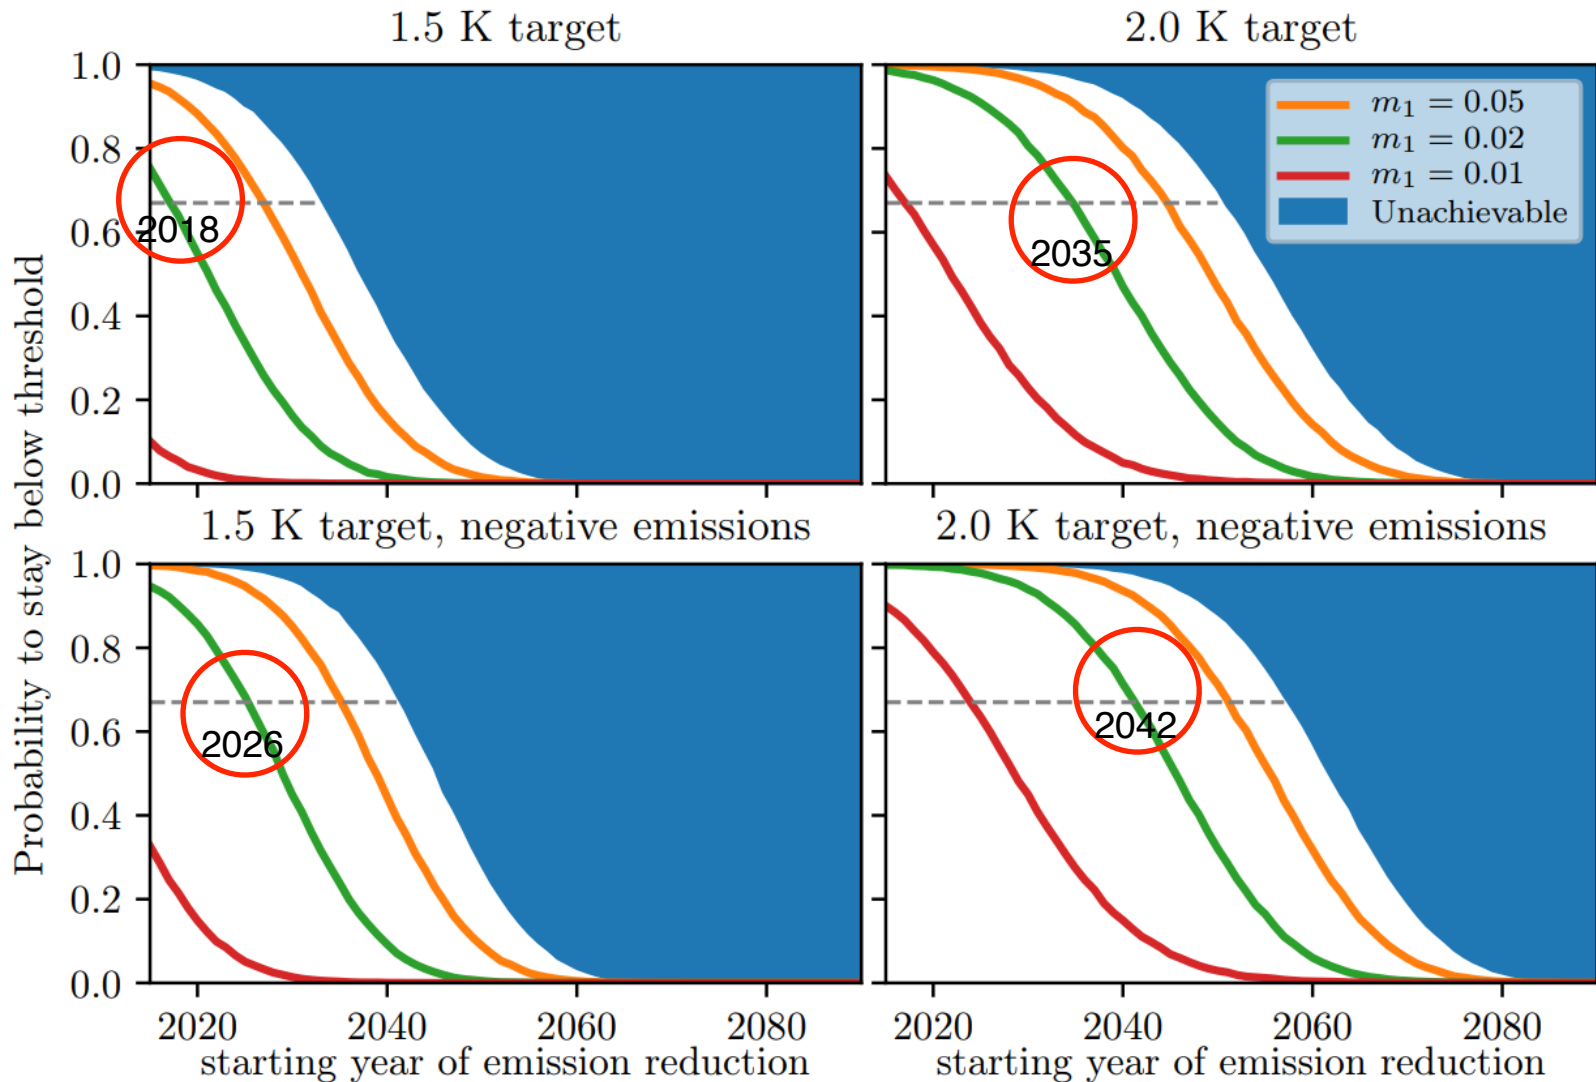 1.5 K target
2.0 K target
Probability to stay below threshold
1.0
0.8
0.6
0.4
0.2
0.0
2018
2035
m₁ = 0.05
m₁ = 0.02
m₁ = 0.01
Unachievable
1.5 K target, negative emissions
2.0 K target, negative emissions
1.0
0.8
0.6
0.4
0.2
0.0
2026
2042
2020 2040 2060 2080
2020 2040 2060 2080
starting year of emission reduction
starting year of emission reduction